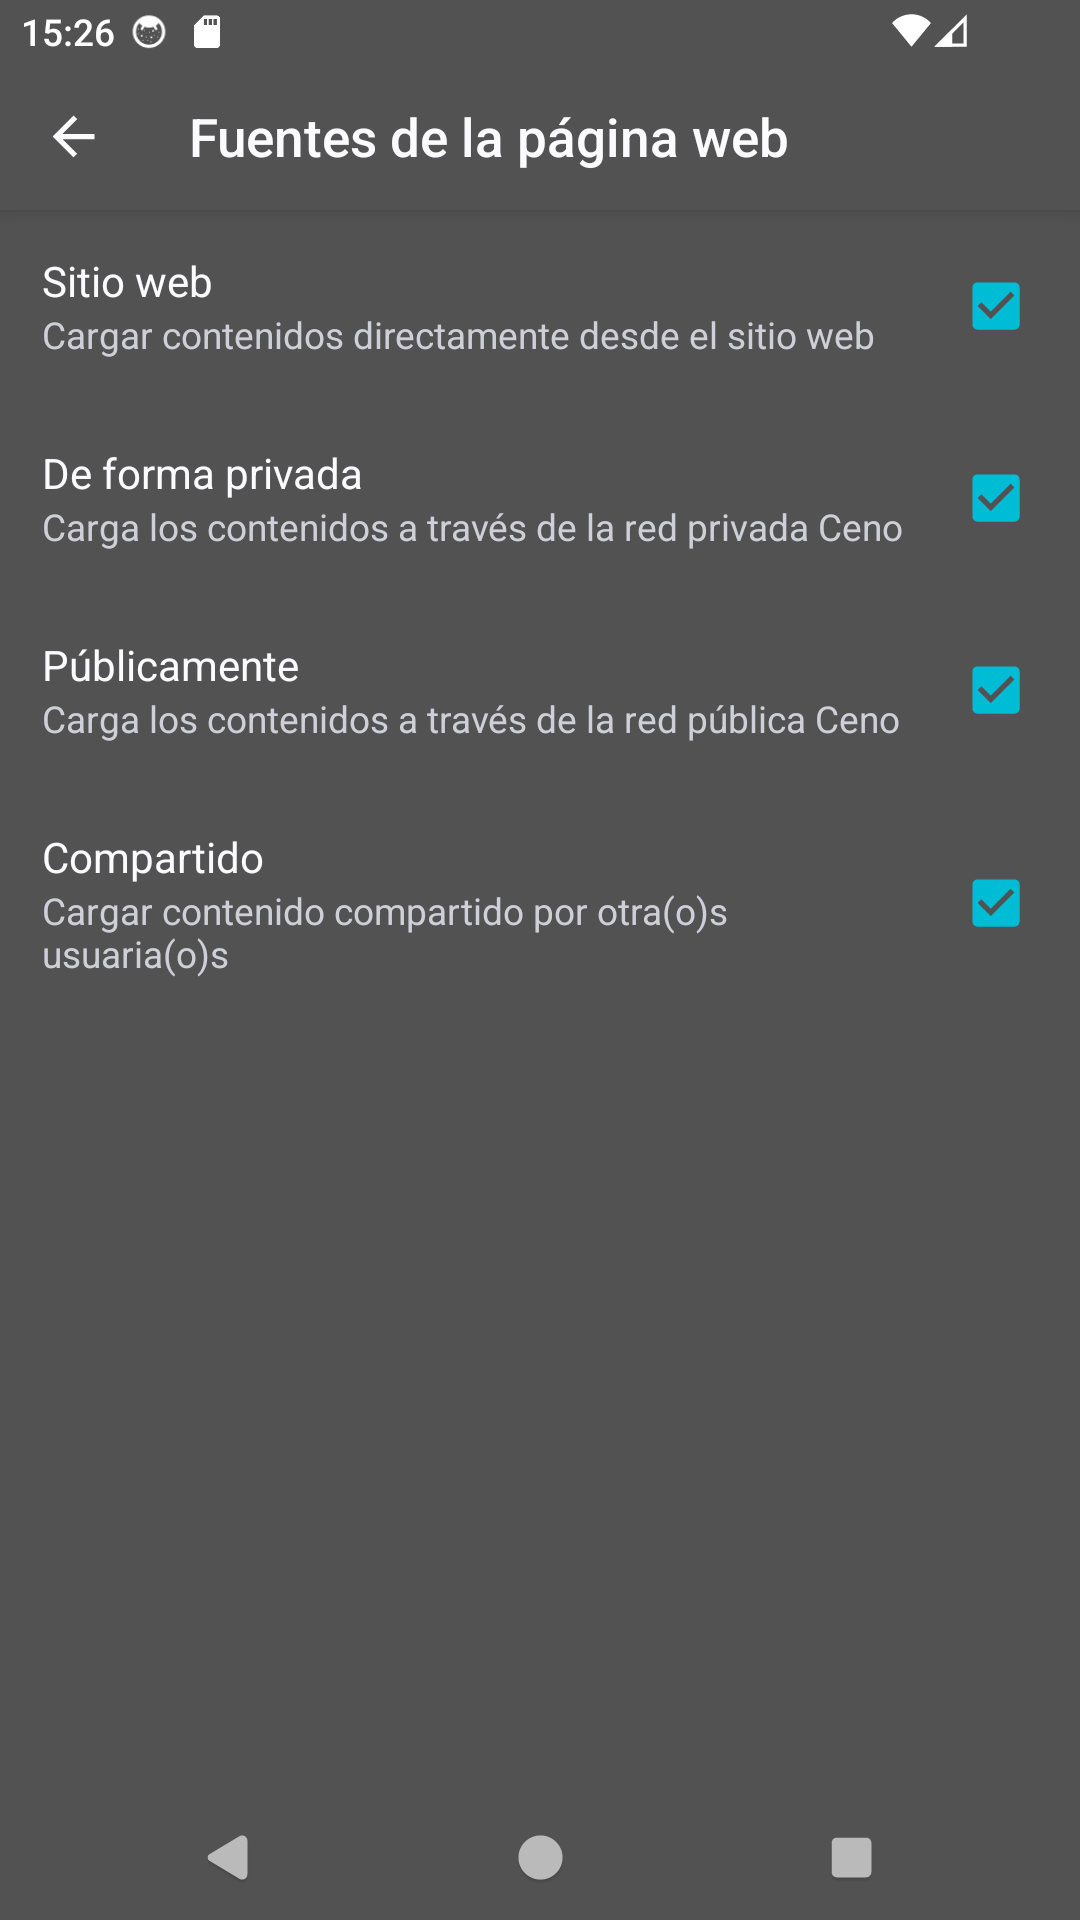 15:26
Fuentes de la página web
Sitio web
Cargar contenidos directamente desde el sitio web
De forma privada
Carga los contenidos a través de la red privada Ceno
Públicamente
Carga los contenidos a través de la red pública Ceno
Compartido
Cargar contenido compartido por otra(o)s
usuaria(o)s